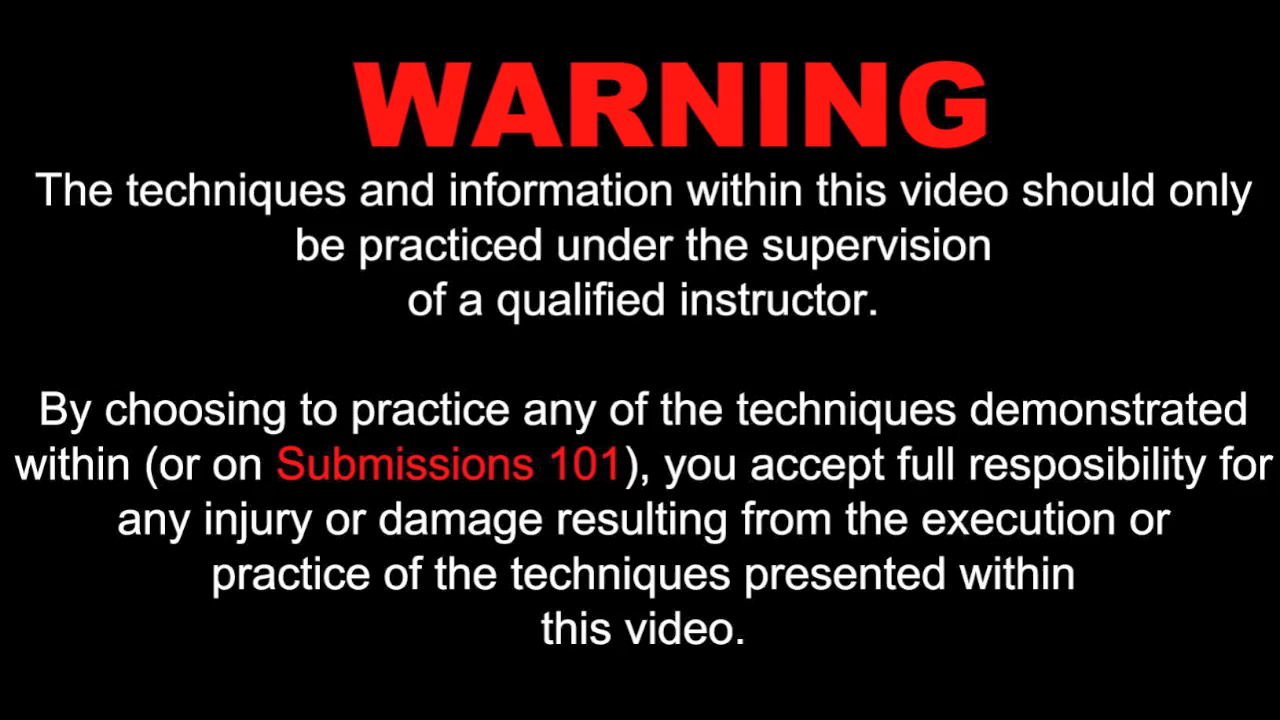 WARNING
The techniques and information within this video should only
be practiced under the supervision
of a qualified instructor.
By choosing to practice any of the techniques demonstrated
within (or on Submissions 101), you accept full resposibility for
any injury or damage resulting from the execution or
practice of the techniques presented within
this video.